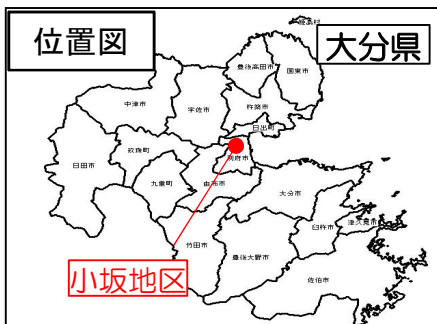 位置図
大分県
姫島村
豊後高田市
国東市
中津市
宇佐市
杵築市
日出町
日田市
玖珠町
別府市
九重町
由布市
大分市
臼杵市
津久見市
竹田市
豊後大野市
佐伯市
小坂地区